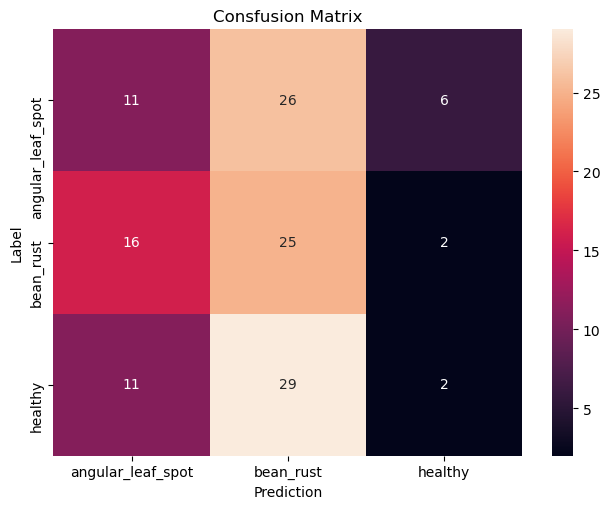 Consfusion Matrix
Label
angular_leaf_spot
11 26 6
bean_rust
16 25 2
healthy
11 29 2
angular_leaf_spot bean_rust healthy
Prediction
25
20
15
10
5